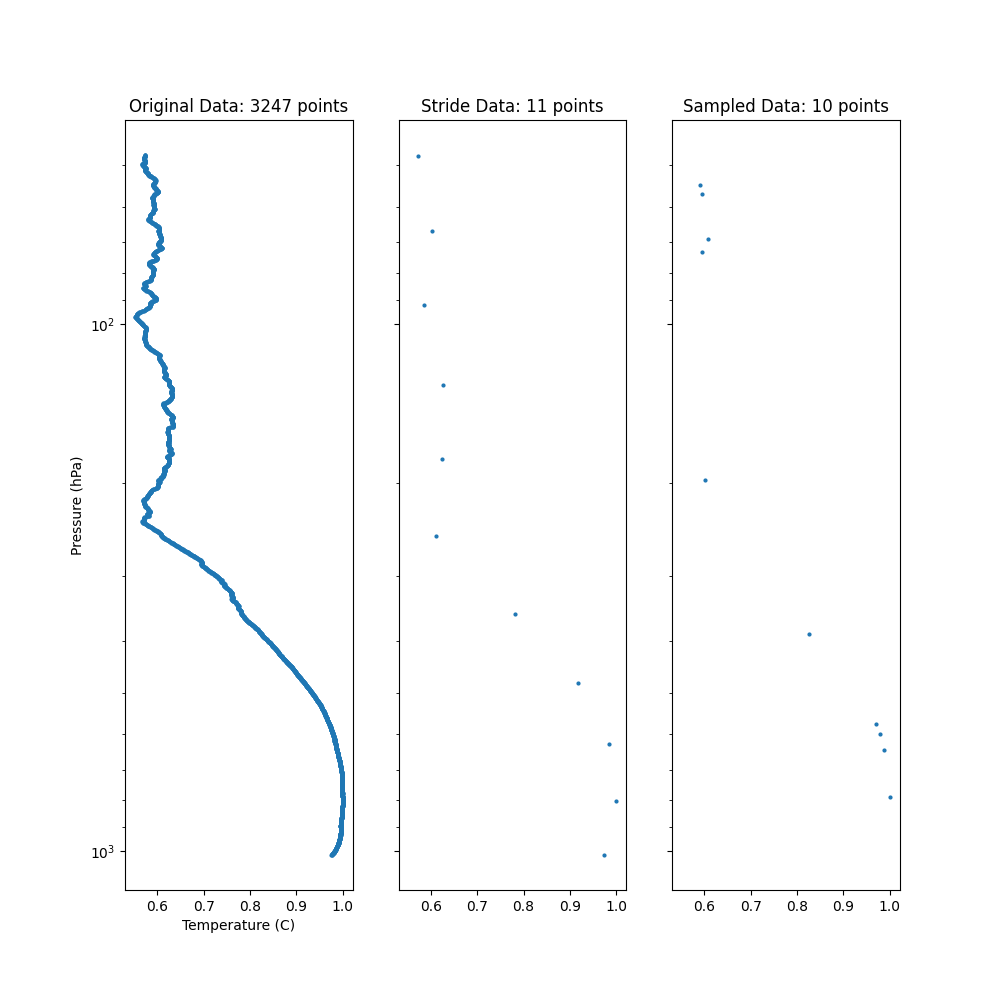 Original Data: 3247 points
Stride Data: 11 points
Sampled Data: 10 points
10²
10³
Pressure (hPa)
0.6 0.7 0.8 0.9 1.0
0.6 0.7 0.8 0.9 1.0
0.6 0.7 0.8 0.9 1.0
Temperature (C)